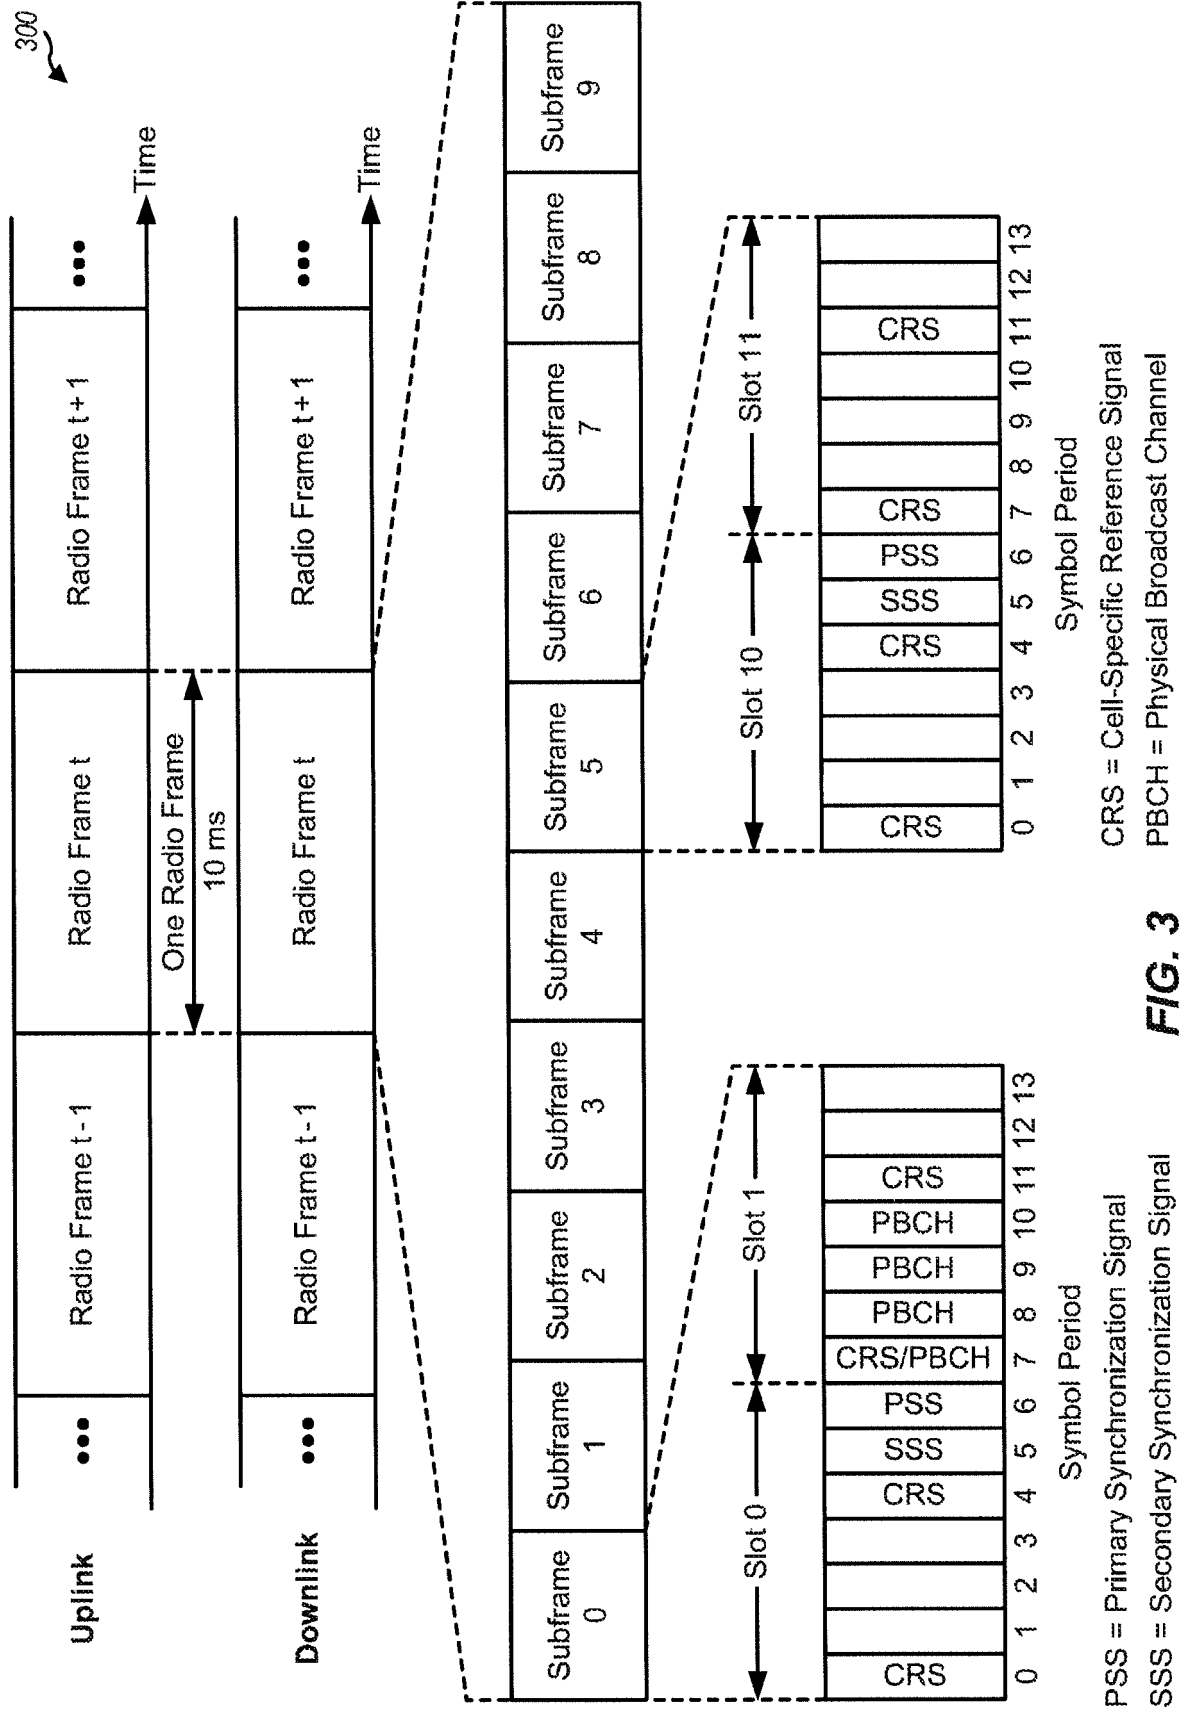 300
Uplink
Radio Frame t - 1
Radio Frame t
Radio Frame t + 1
Time
One Radio Frame
10 ms
Downlink
Radio Frame t - 1
Radio Frame t
Radio Frame t + 1
Time
Subframe
0
Subframe
1
Subframe
2
Subframe
3
Subframe
4
Subframe
5
Subframe
6
Subframe
7
Subframe
8
Subframe
9
Slot 0
Slot 1
CRS
CRS
SSS
PSS
CRS/PBCH
PBCH
PBCH
PBCH
CRS
0 1 2 3 4 5 6 7 8 9 10 11 12 13
Symbol Period
Slot 10
Slot 11
CRS
CRS
SSS
PSS
CRS
CRS
0 1 2 3 4 5 6 7 8 9 10 11 12 13
Symbol Period
PSS = Primary Synchronization Signal
SSS = Secondary Synchronization Signal
CRS = Cell-Specific Reference Signal
PBCH = Physical Broadcast Channel
FIG. 3